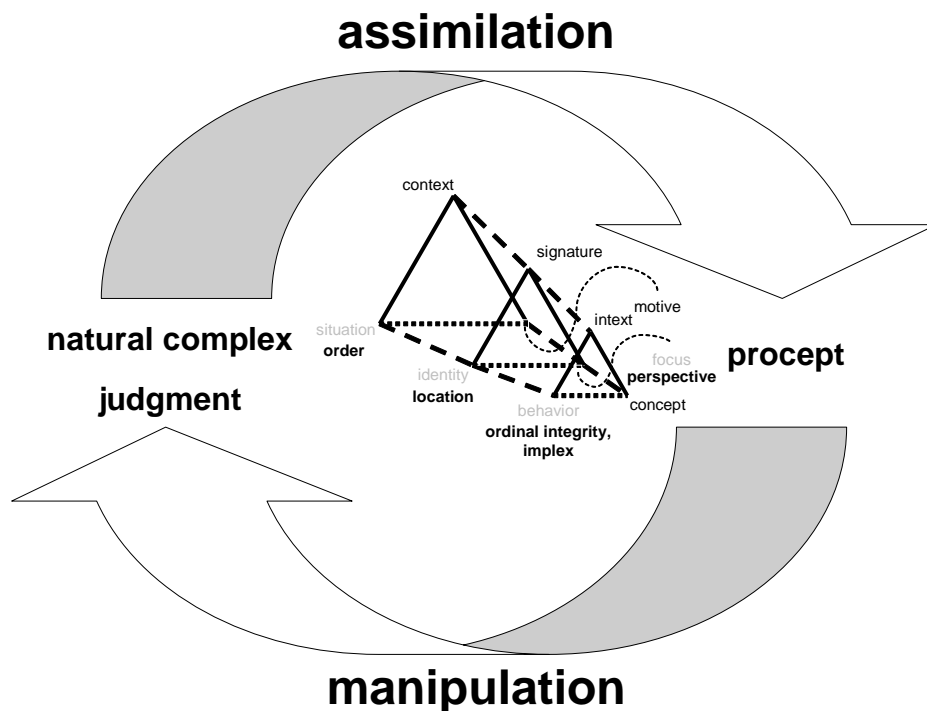 assimilation
context
signature
motive
intext
natural complex
situation
order
focus
perspective
procept
identity
location
judgment
behavior
concept
ordinal integrity,
implex
manipulation